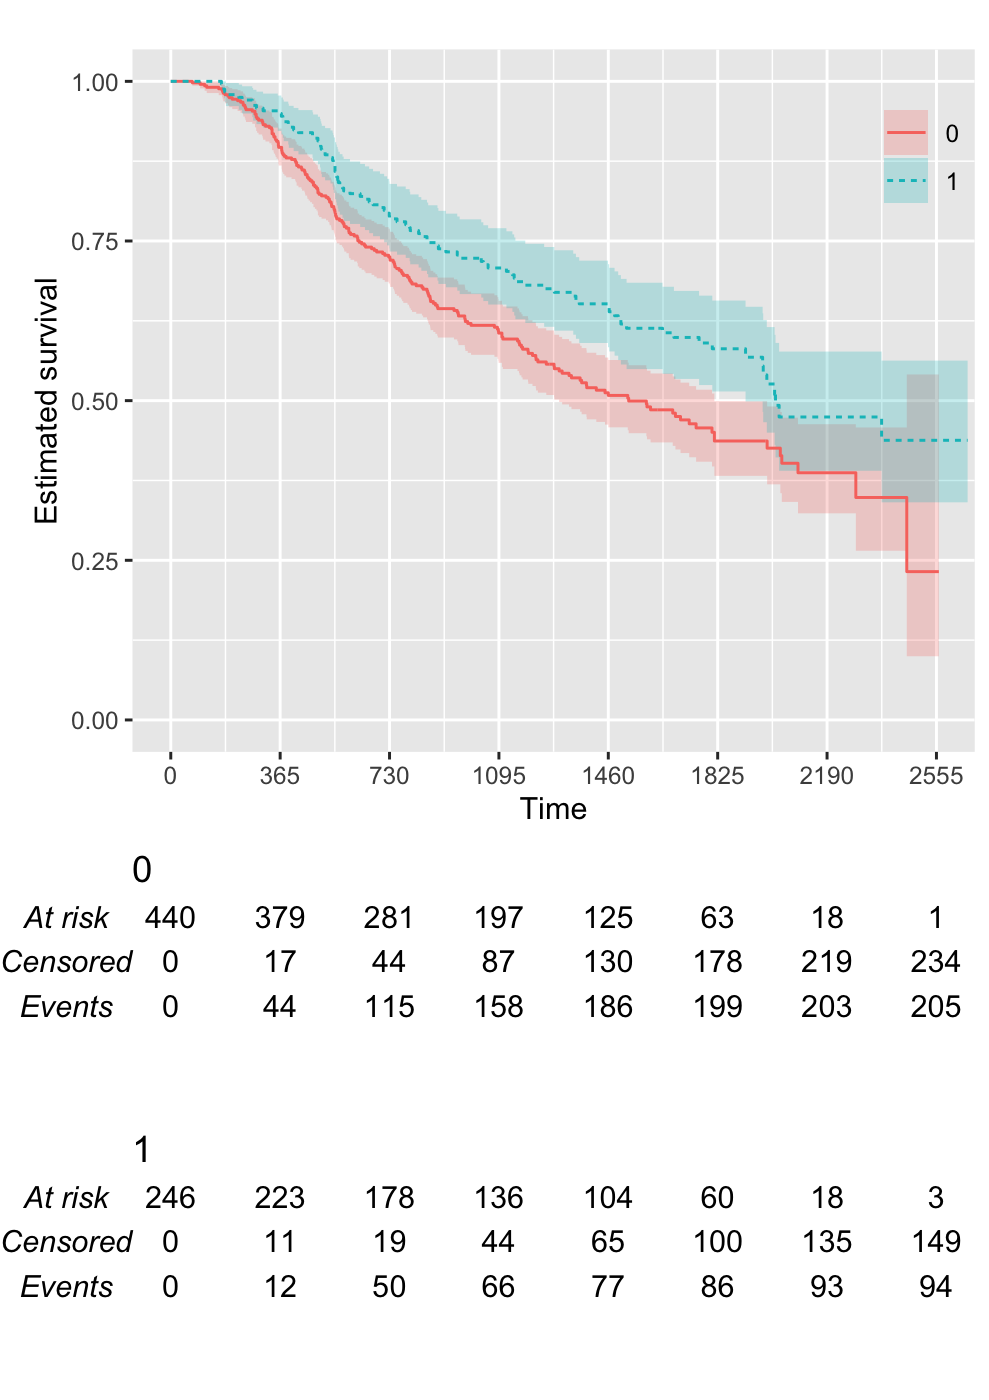 1.00
0.75
0.50
0.25
0.00
Estimated survival
0
1
0 365 730 1095 1460 1825 2190 2555
Time
0
At risk 440 379 281 197 125 63 18 1
Censored 0 17 44 87 130 178 219 234
Events 0 44 115 158 186 199 203 205
1
At risk 246 223 178 136 104 60 18 3
Censored 0 11 19 44 65 100 135 149
Events 0 12 50 66 77 86 93 94